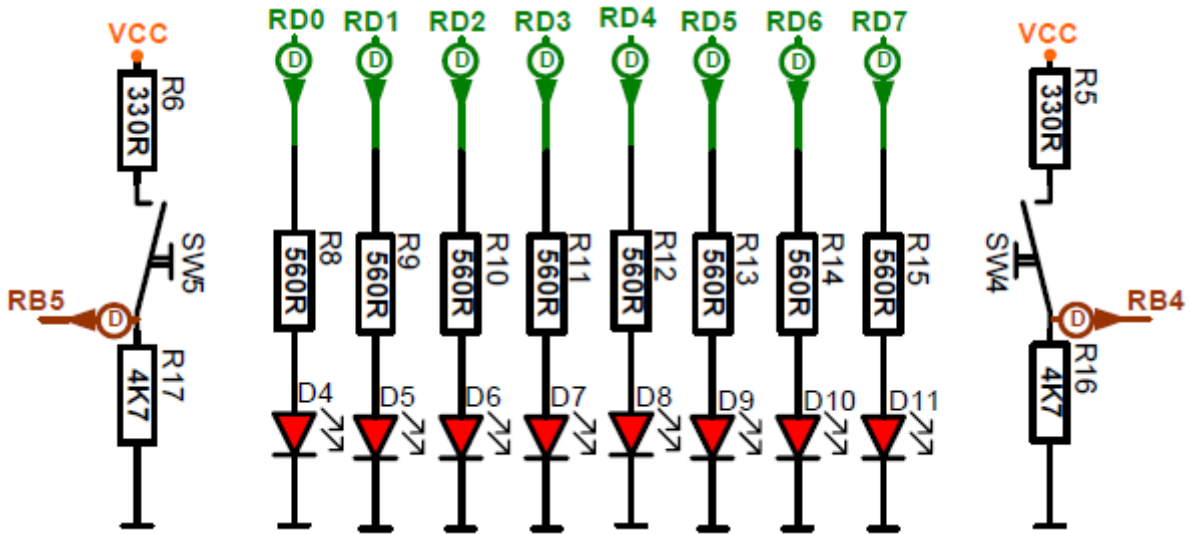 RD0 RD1 RD2 RD3 RD4 RD5 RD6 RD7
VCC VCC
D D D D D D D D
R6 R5
330R 330R
SW5 SW4
R8 R9 R10 R11 R12 R13 R14 R15
560R 560R 560R 560R 560R 560R 560R 560R
RB5 D D RB4
R17 R16
4K7 4K7
D4 D5 D6 D7 D8 D9 D10 D11